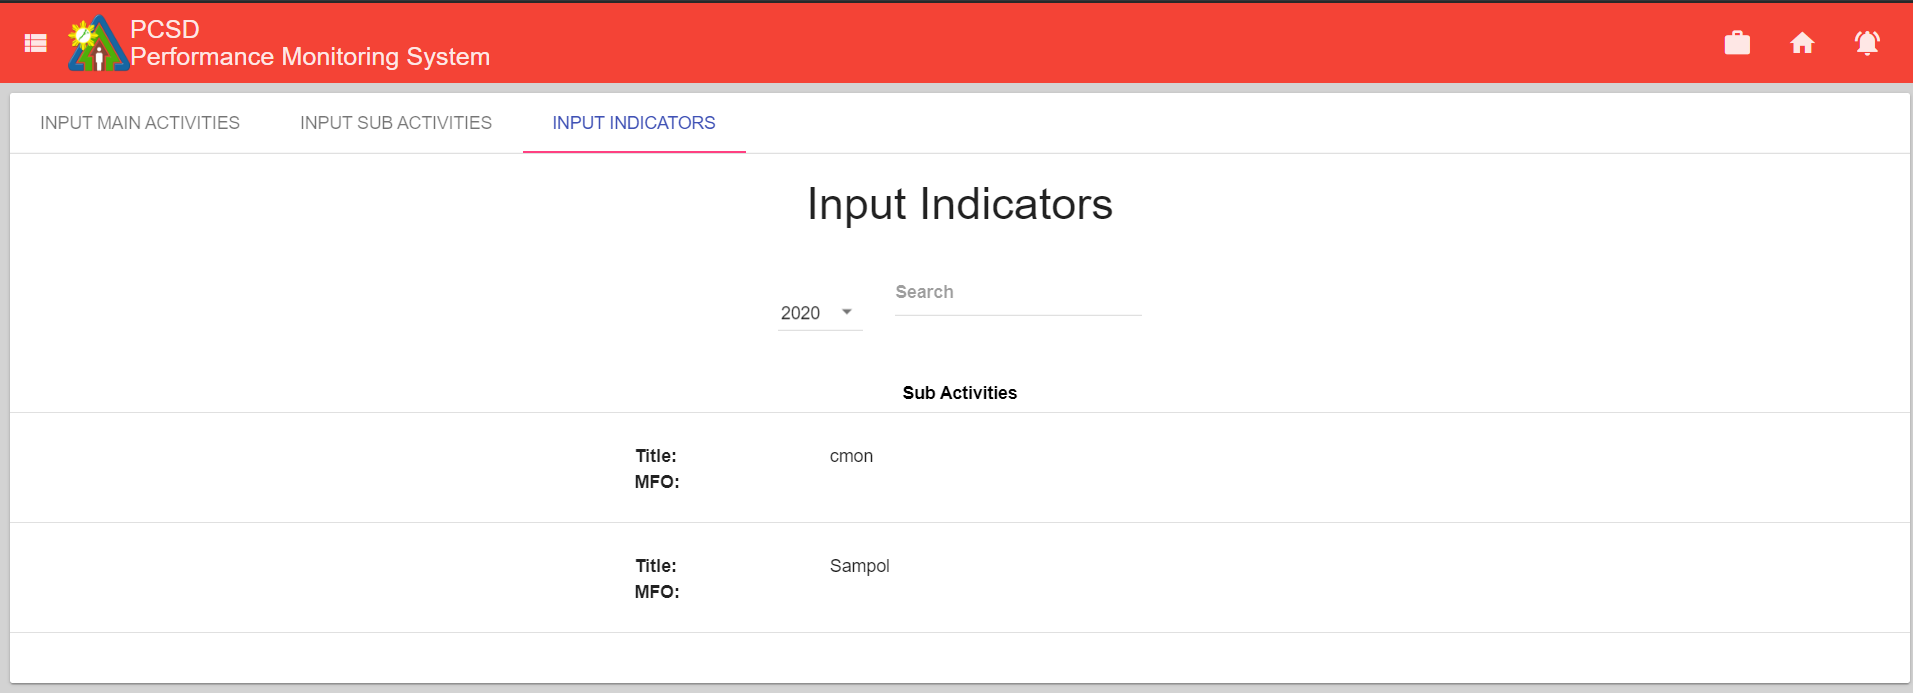 PCSD
Performance Monitoring System
INPUT MAIN ACTIVITIES INPUT SUB ACTIVITIES INPUT INDICATORS
Input Indicators
2020 Search
Sub Activities
Title: cmon
MFO:
Title: Sampol
MFO: